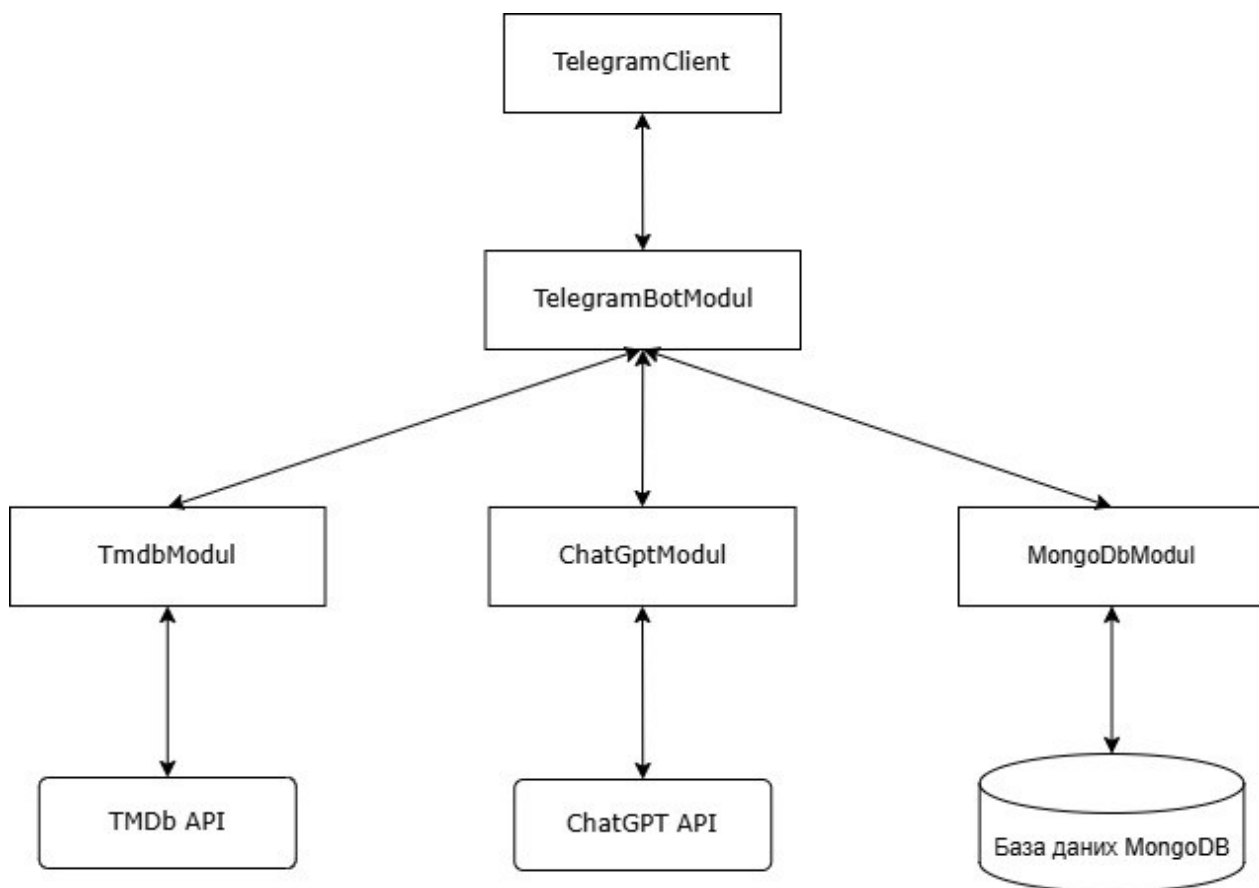 TelegramClient
TelegramBotModul
TmdbModul
ChatGptModul
MongoDbModul
TMDb API
ChatGPT API
База даних MongoDB